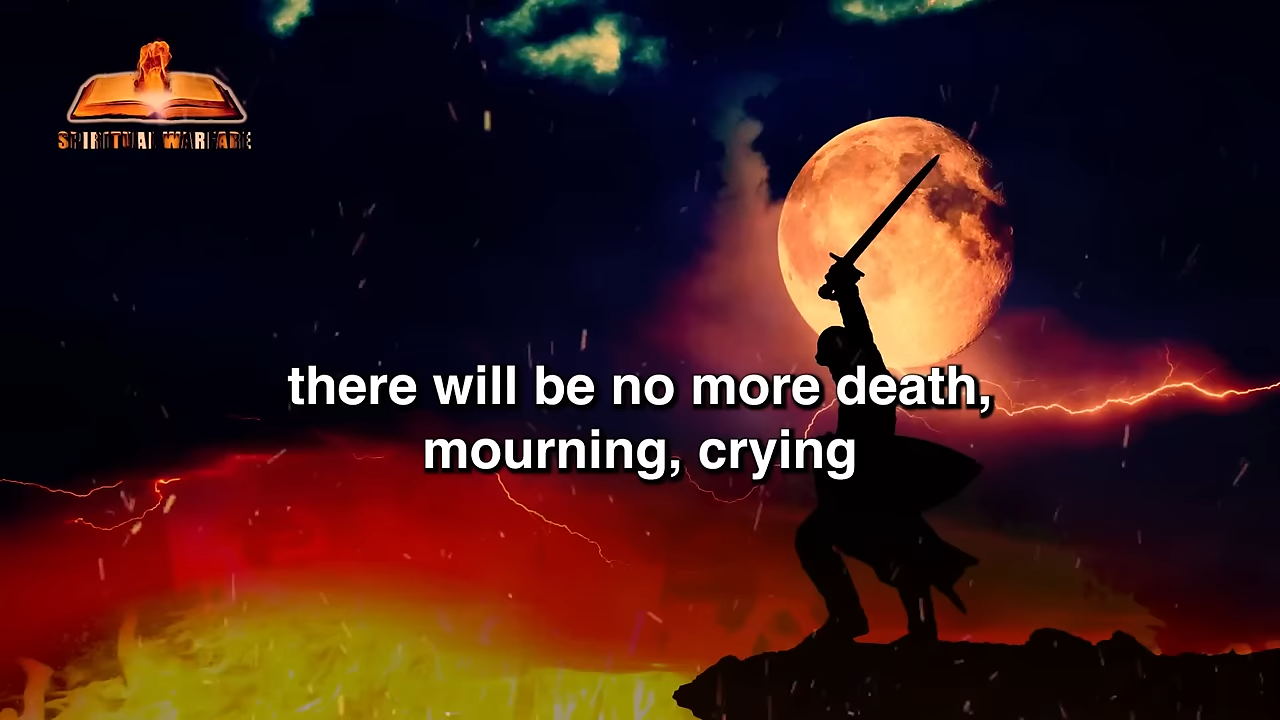 SPIRITUAL WARFARE
there will be no more death,
mourning, crying